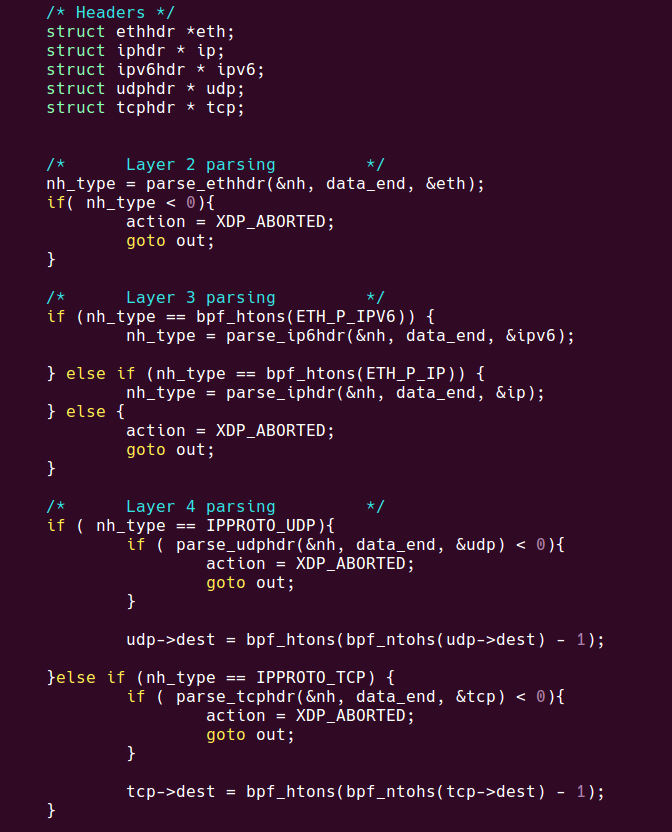 /* Headers */
struct ethhdr *eth;
struct iphdr * ip;
struct ipv6hdr * ipv6;
struct udphdr * udp;
struct tcphdr * tcp;
/*      Layer 2 parsing         */
nh_type = parse_ethhdr(&nh, data_end, &eth);
if( nh_type < 0){
        action = XDP_ABORTED;
        goto out;
}
/*      Layer 3 parsing         */
if (nh_type == bpf_htons(ETH_P_IPV6)) {
        nh_type = parse_ip6hdr(&nh, data_end, &ipv6);
} else if (nh_type == bpf_htons(ETH_P_IP)) {
        nh_type = parse_iphdr(&nh, data_end, &ip);
} else {
        action = XDP_ABORTED;
        goto out;
}
/*      Layer 4 parsing         */
if ( nh_type == IPPROTO_UDP){
        if ( parse_udphdr(&nh, data_end, &udp) < 0){
                action = XDP_ABORTED;
                goto out;
        }
        udp->dest = bpf_htons(bpf_ntohs(udp->dest) - 1);
}else if (nh_type == IPPROTO_TCP) {
        if ( parse_tcphdr(&nh, data_end, &tcp) < 0){
                action = XDP_ABORTED;
                goto out;
        }
        tcp->dest = bpf_htons(bpf_ntohs(tcp->dest) - 1);
}